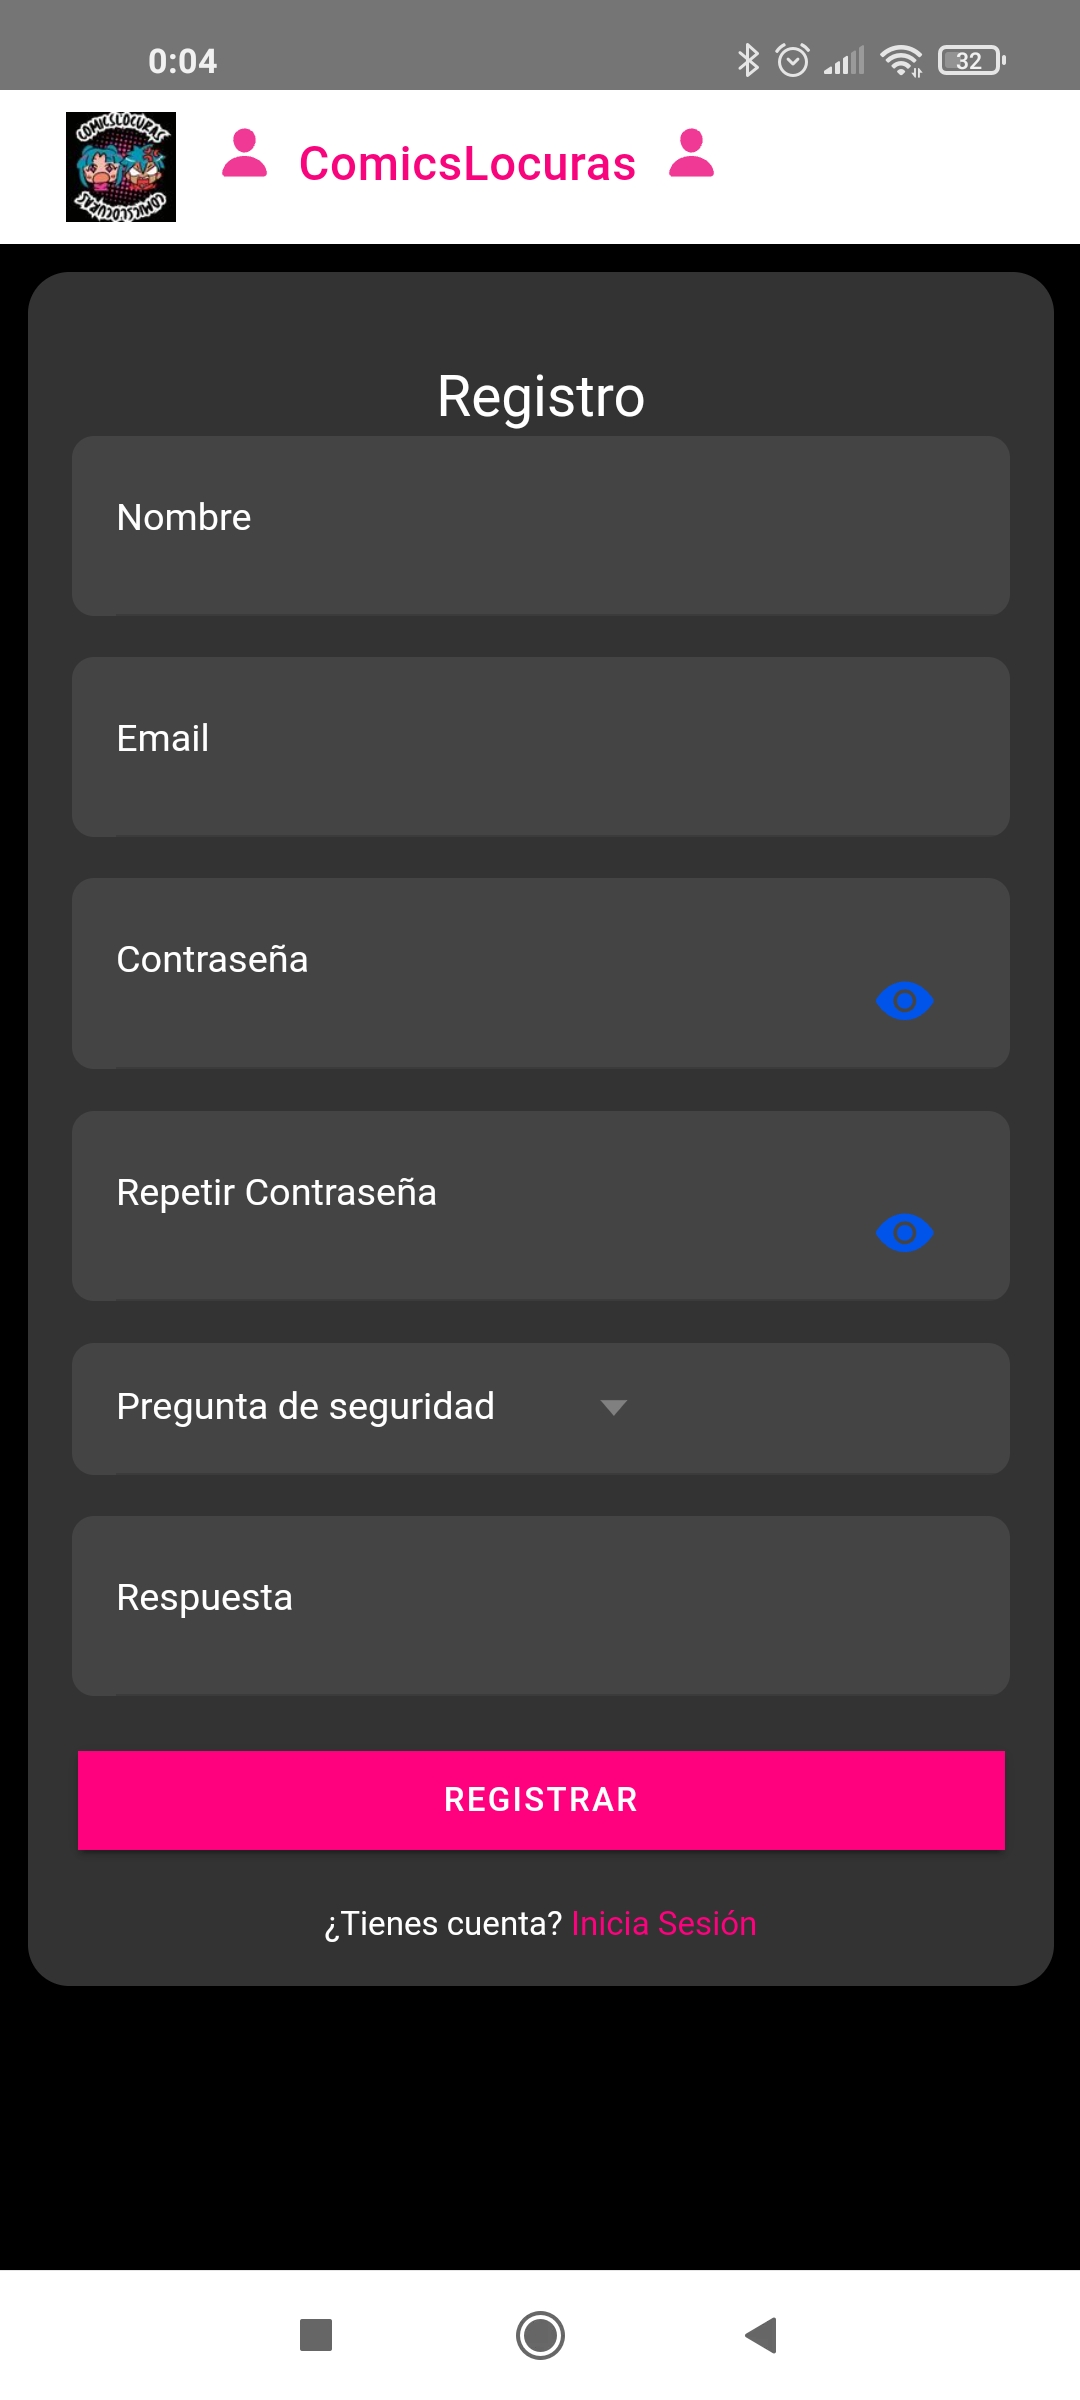 0:04
32
COMICSLOCURAS
ComicsLocuras
COMICSLOCURAS
Registro
Nombre
Email
Contraseña
Repetir Contraseña
Pregunta de seguridad
Respuesta
REGISTRAR
¿Tienes cuenta? Inicia Sesión